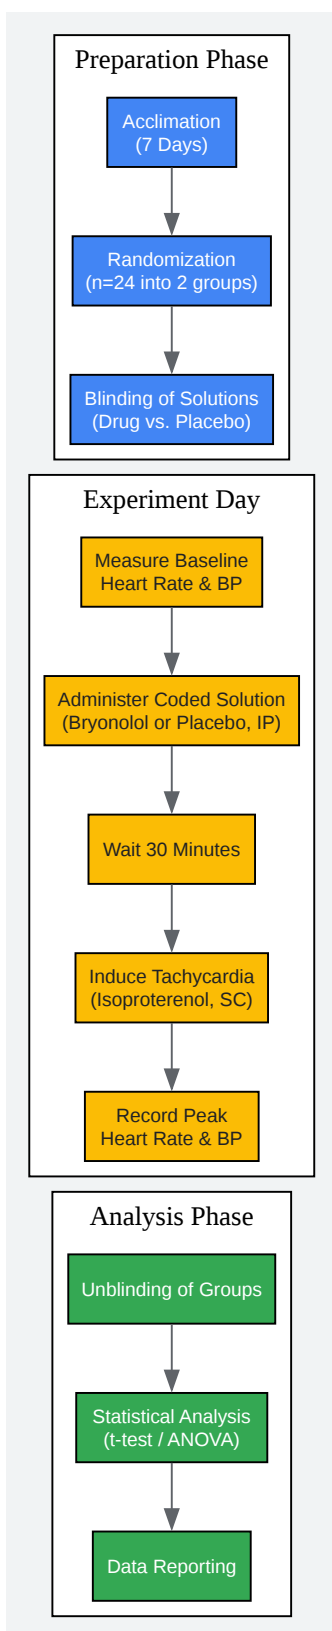 Preparation Phase
Acclimation
(7 Days)
Randomization
(n=24 into 2 groups)
Blinding of Solutions
(Drug vs. Placebo)
Experiment Day
Measure Baseline
Heart Rate & BP
Administer Coded Solution
(Bryonolol or Placebo, IP)
Wait 30 Minutes
Induce Tachycardia
(Isoproterenol, SC)
Record Peak
Heart Rate & BP
Analysis Phase
Unblinding of Groups
Statistical Analysis
(t-test / ANOVA)
Data Reporting